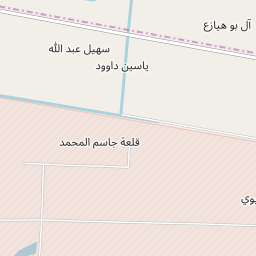 آل بو هيازع
سهيل عبد الله
ياسين داوود
قلعة جاسم المحمد